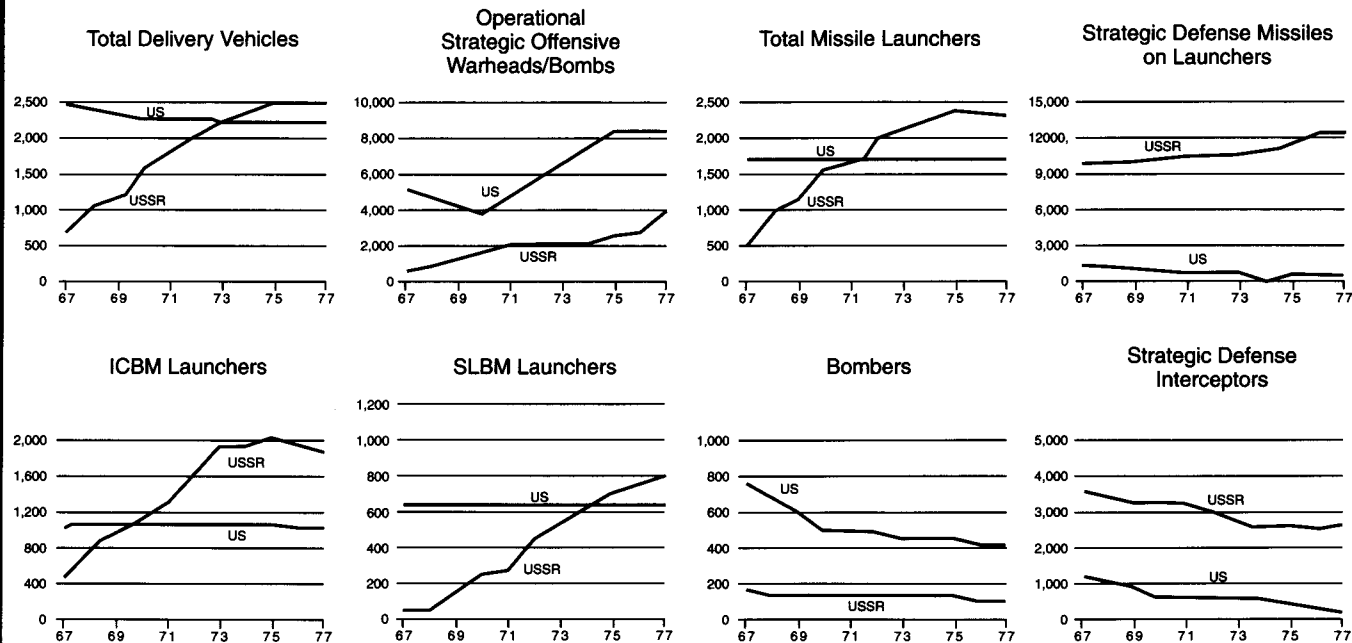 Total Delivery Vehicles
2,500
2,000
1,500
1,000
500
0
US
USSR
67 69 71 73 75 77
Operational
Strategic Offensive
Warheads/Bombs
10,000
8,000
6,000
4,000
2,000
0
US
USSR
67 69 71 73 75 77
Total Missile Launchers
2,500
2,000
1,500
1,000
500
0
US
USSR
67 69 71 73 75 77
Strategic Defense Missiles
on Launchers
15,000
12000,
9,000
6,000
3,000
0
USSR
US
67 69 71 73 75 77
ICBM Launchers
2,000
1,600
1,200
800
400
0
USSR
US
67 69 71 73 75 77
SLBM Launchers
1,200
1,000
800
600
400
200
0
US
USSR
67 69 71 73 75 77
Bombers
1,000
800
600
400
200
0
US
USSR
67 69 71 73 75 77
Strategic Defense
Interceptors
5,000
4,000
3,000
2,000
1,000
0
USSR
US
67 69 71 73 75 77